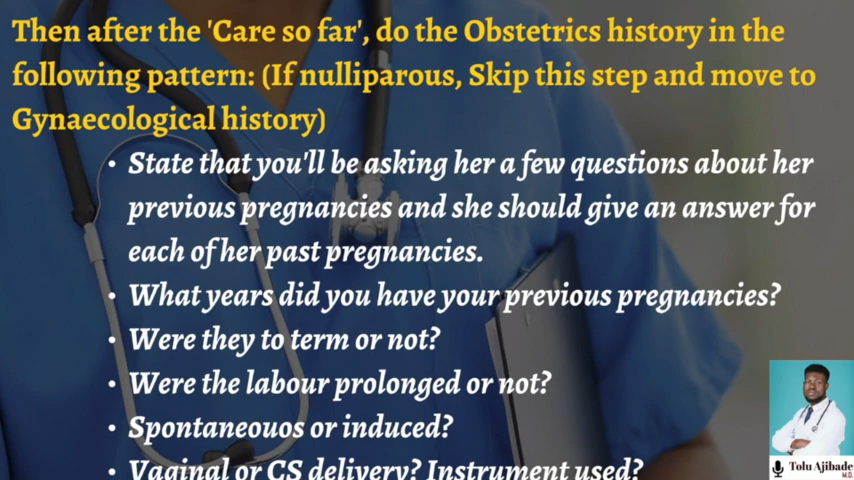 Then after the 'Care so far', do the Obstetrics history in the
following pattern: (If nulliparous, Skip this step and move to
Gynaecological history)
• State that you'll be asking her a few questions about her
previous pregnancies and she should give an answer for
each of her past pregnancies.
• What years did you have your previous pregnancies?
• Were they to term or not?
• Were the labour prolonged or not?
• Spontaneouos or induced?
• Vaginal or CS delivery? Instrument used?
Tolu Ajibade
M.D.